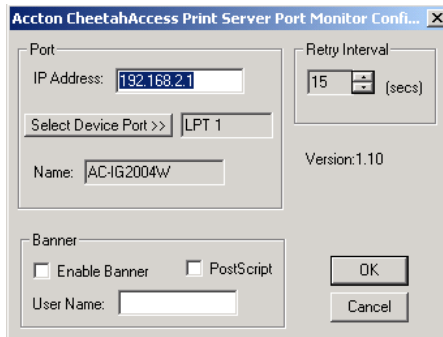 Accton CheetahAccess Print Server Port Monitor Confi...
Port
IP Address: 192.168.2.1
Select Device Port >> LPT 1
Name: AC-IG2004W
Retry Interval
15 (secs)
Version:1.10
Banner
Enable Banner PostScript
User Name:
OK
Cancel